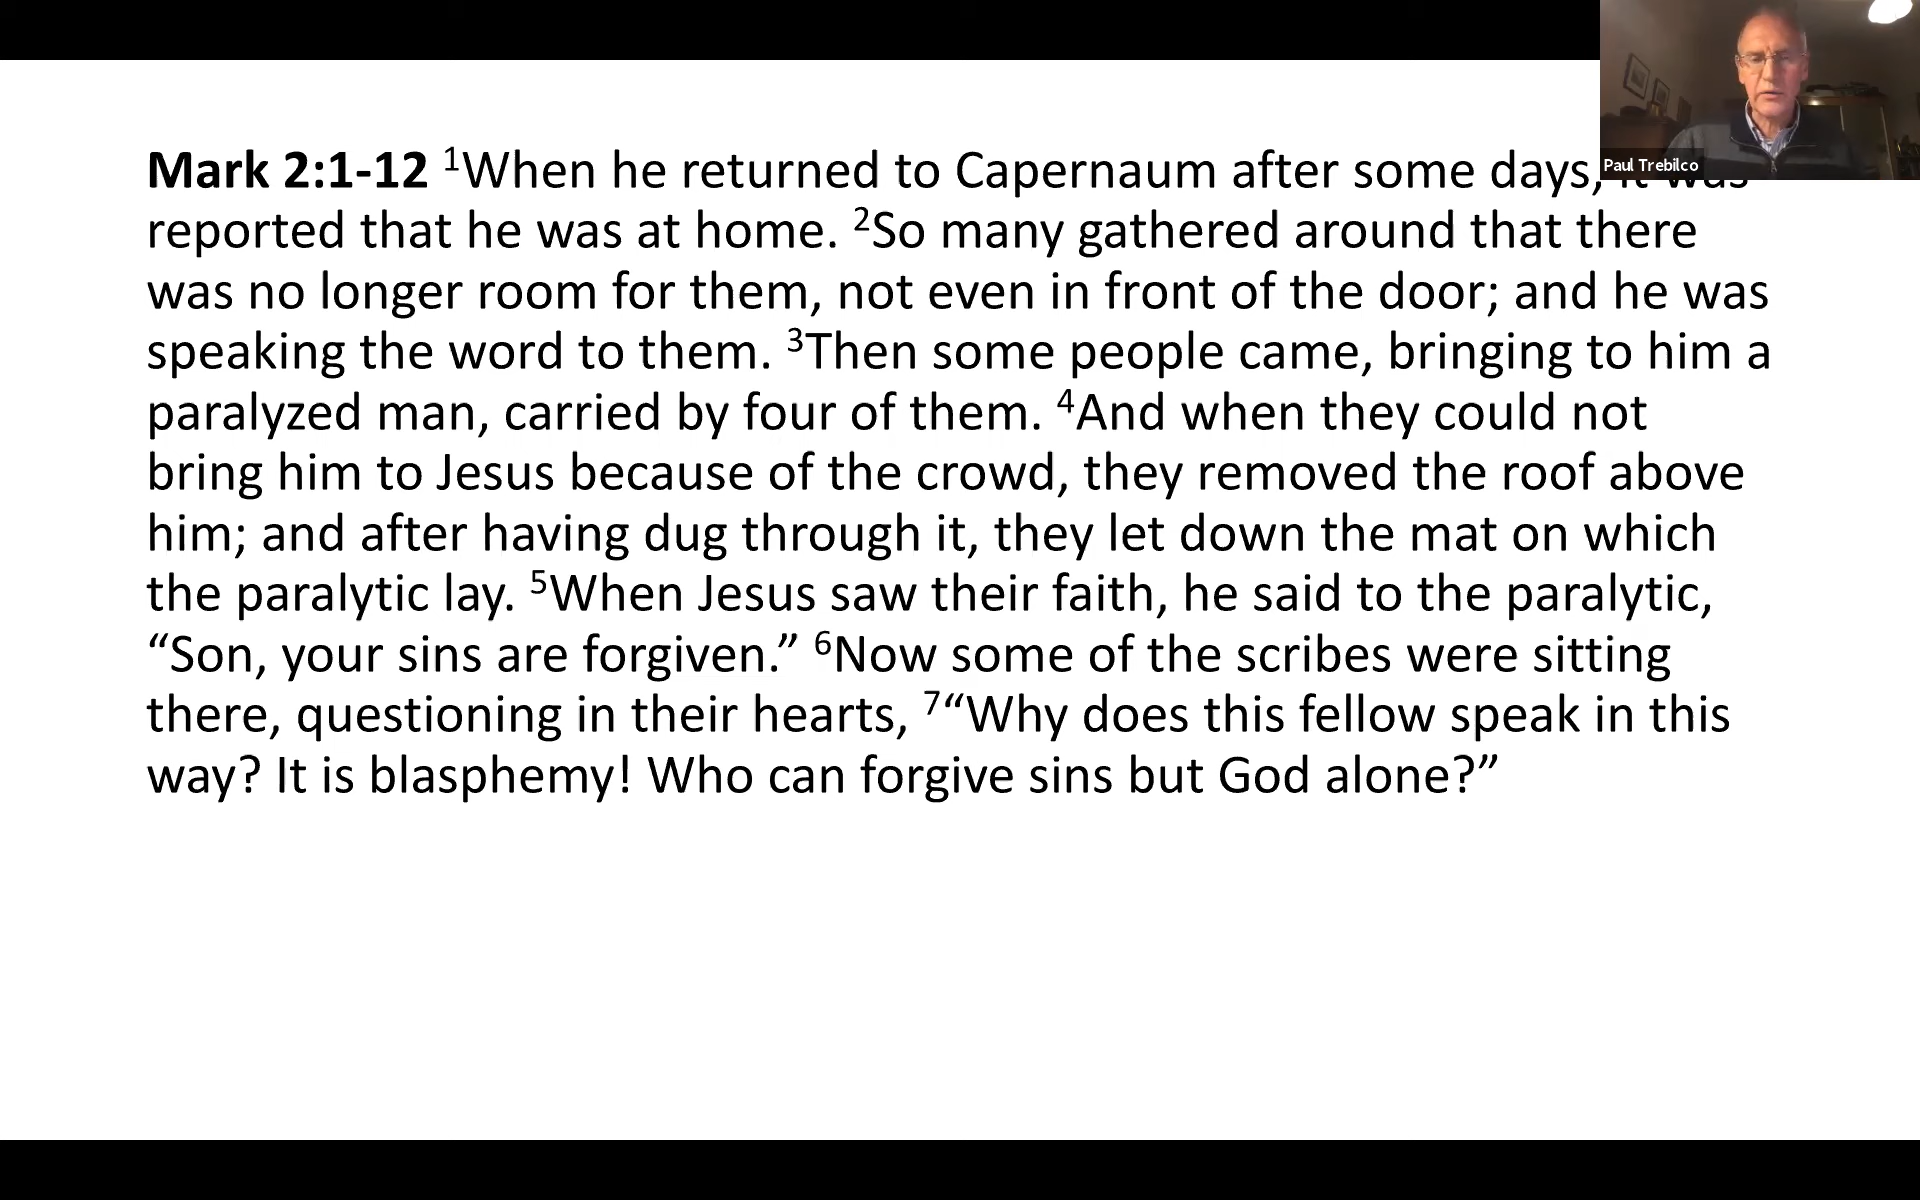 Mark 2:1-12 ¹When he returned to Capernaum after some days, it was
reported that he was at home. ²So many gathered around that there
was no longer room for them, not even in front of the door; and he was
speaking the word to them. ³Then some people came, bringing to him a
paralyzed man, carried by four of them. ⁴And when they could not
bring him to Jesus because of the crowd, they removed the roof above
him; and after having dug through it, they let down the mat on which
the paralytic lay. ⁵When Jesus saw their faith, he said to the paralytic,
“Son, your sins are forgiven.” ⁶Now some of the scribes were sitting
there, questioning in their hearts, ⁷“Why does this fellow speak in this
way? It is blasphemy! Who can forgive sins but God alone?”
Paul Trebilco